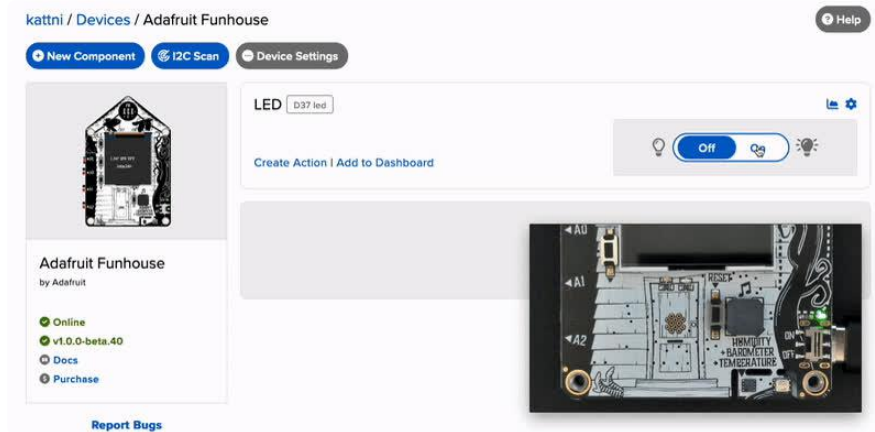 kattni / Devices / Adafruit Funhouse
Help
New Component
I2C Scan
Device Settings
LED
D37 led
Create Action | Add to Dashboard
Off
On
Adafruit Funhouse
by Adafruit
Online
v1.0.0-beta.40
Docs
Purchase
Report Bugs
A0
A1
A2
RESET
ON
OFF
HUMIDITY
+BAROMETER
+TEMPERATURE